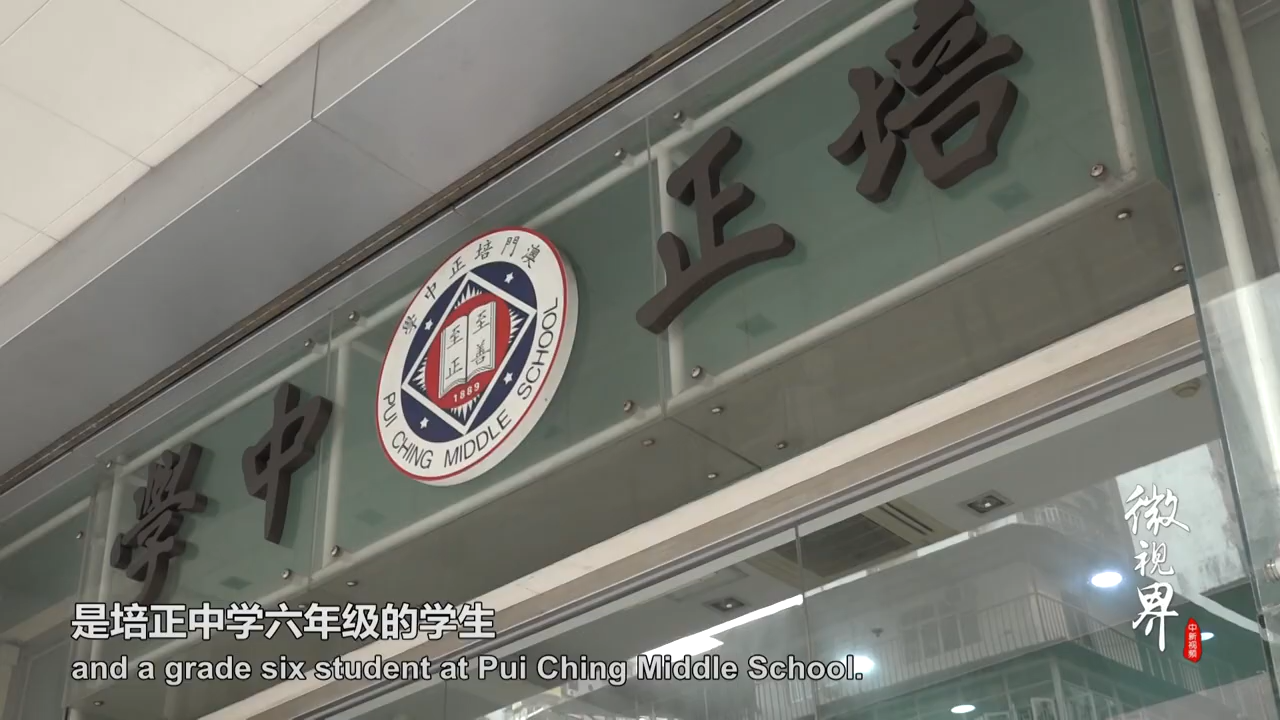 培正中學
澳門培正中學
至善
至正
1889
PUI CHING MIDDLE SCHOOL
微視界
中新视频
是培正中学六年级的学生
and a grade six student at Pui Ching Middle School.